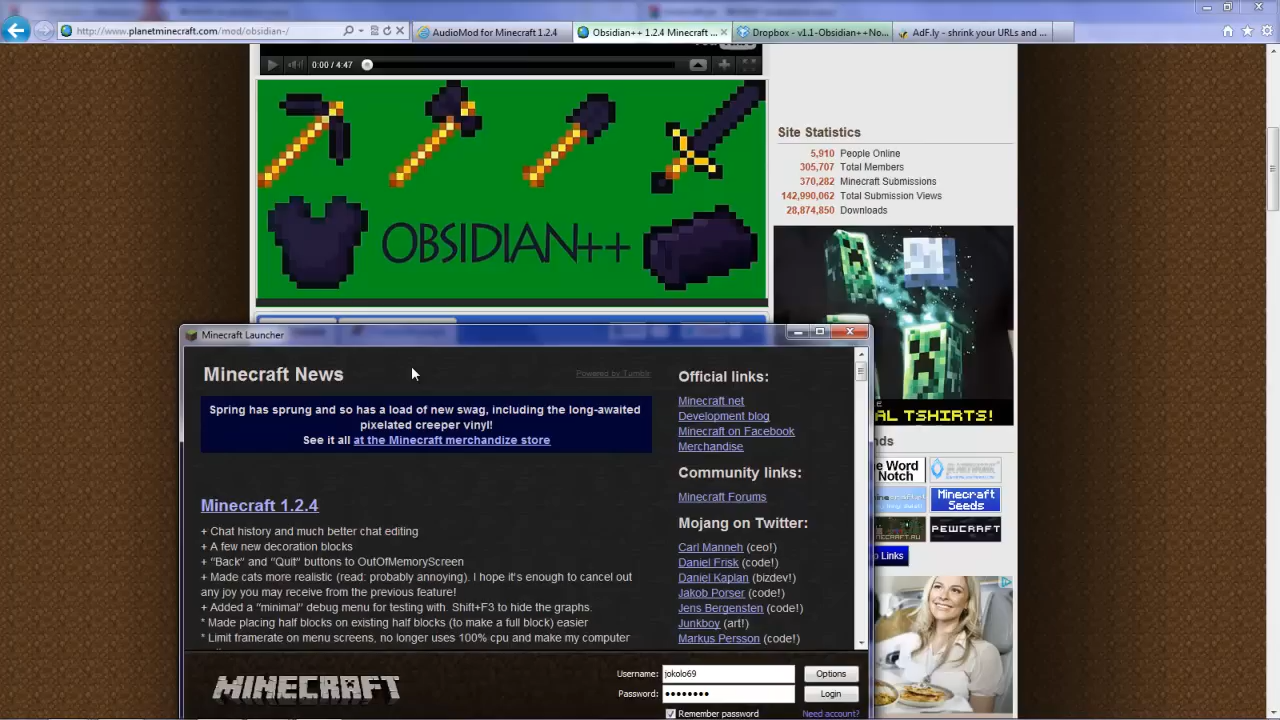 http://www.planetminecraft.com/mod/obsidian-/
AudioMod for Minecraft 1.2.4
Obsidian++ 1.2.4 Minecraft ...
Dropbox - v1.1-Obsidian++No...
AdF.ly - shrink your URLs and ...
0:00 / 4:47
OBSIDIAN++
Site Statistics
5,910 People Online
305,707 Total Members
370,282 Minecraft Submissions
142,990,062 Total Submission Views
28,874,850 Downloads
AL TSHIRTS!
nds
he Word
Notch
Minecraft
Seeds
NECRAFT.RU
PEWCRAFT
p Links
Minecraft Launcher
Minecraft News
Powered by Tumblr
Spring has sprung and so has a load of new swag, including the long-awaited
pixelated creeper vinyl!
See it all at the Minecraft merchandize store
Minecraft 1.2.4
+ Chat history and much better chat editing
+ A few new decoration blocks
+ “Back” and “Quit” buttons to OutOfMemoryScreen
+ Made cats more realistic (read: probably annoying). I hope it's enough to cancel out
any joy you may receive from the previous feature!
+ Added a “minimal” debug menu for testing with Shift+F3 to hide the graphs.
* Made placing half blocks on existing half blocks (to make a full block) easier
* Limit framerate on menu screens, no longer uses 100% cpu and make my computer
Official links:
Minecraft.net
Development blog
Minecraft on Facebook
Merchandise
Community links:
Minecraft Forums
Mojang on Twitter:
Carl Manneh (ceo!)
Daniel Frisk (code!)
Daniel Kaplan (bizdev!)
Jakob Porser (code!)
Jens Bergensten (code!)
Junkboy (art!)
Markus Persson (code!)
MINECRAFT
Username: jokolo69
Options
Password: ••••••••
Login
Remember password
Need account?